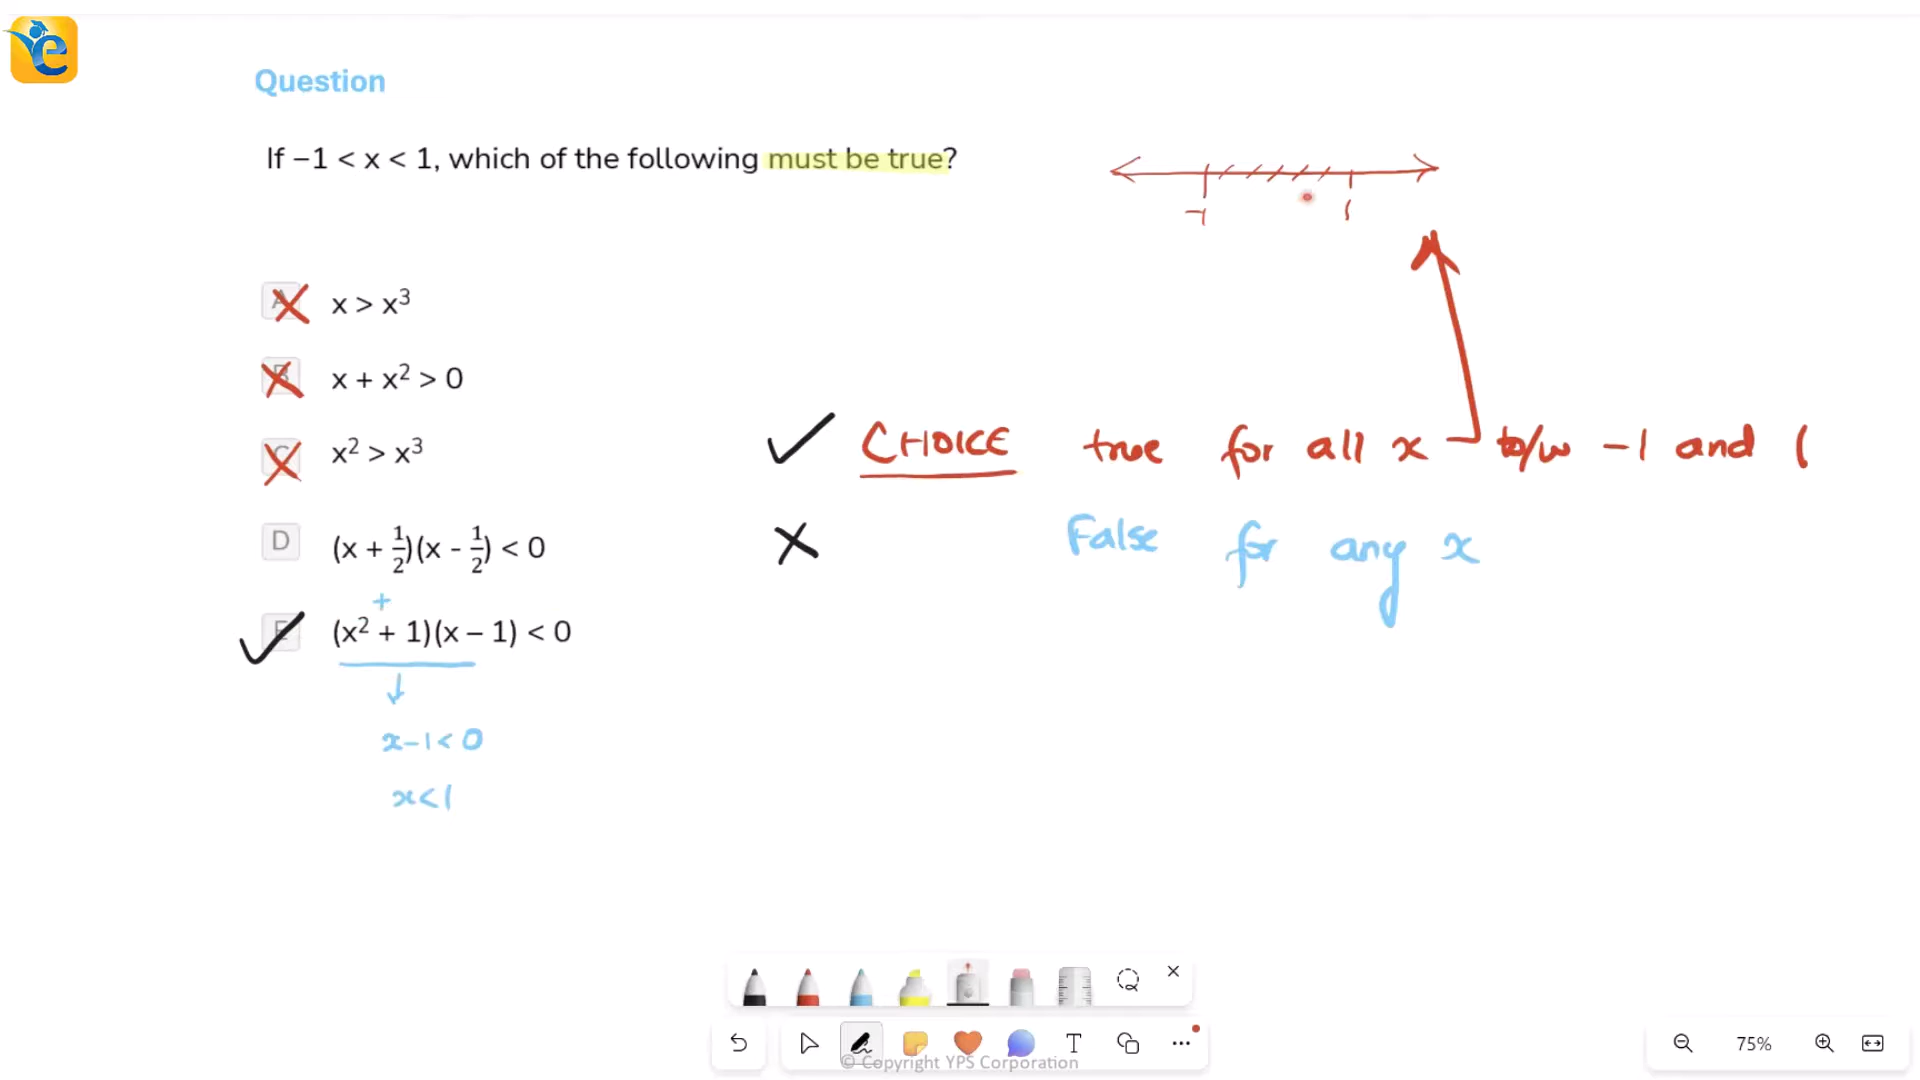 Question
If −1 < x < 1, which of the following must be true?
-1 1
A x > x³
B x + x² > 0
C x² > x³
CHOICE true for all x b/w -1 and 1
D (x + 1/2)(x - 1/2) < 0
False for any x
+
E (x² + 1)(x − 1) < 0
x-1<0
x<1
75%
© Copyright YPS Corporation